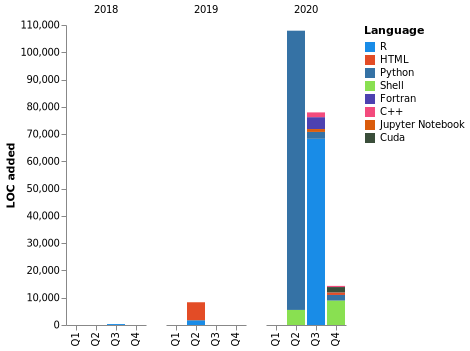 2018 2019 2020
110,000
100,000
90,000
80,000
70,000
60,000
50,000
40,000
30,000
20,000
10,000
0
LOC added
Q1 Q2 Q3 Q4 Q1 Q2 Q3 Q4 Q1 Q2 Q3 Q4
Language
R
HTML
Python
Shell
Fortran
C++
Jupyter Notebook
Cuda